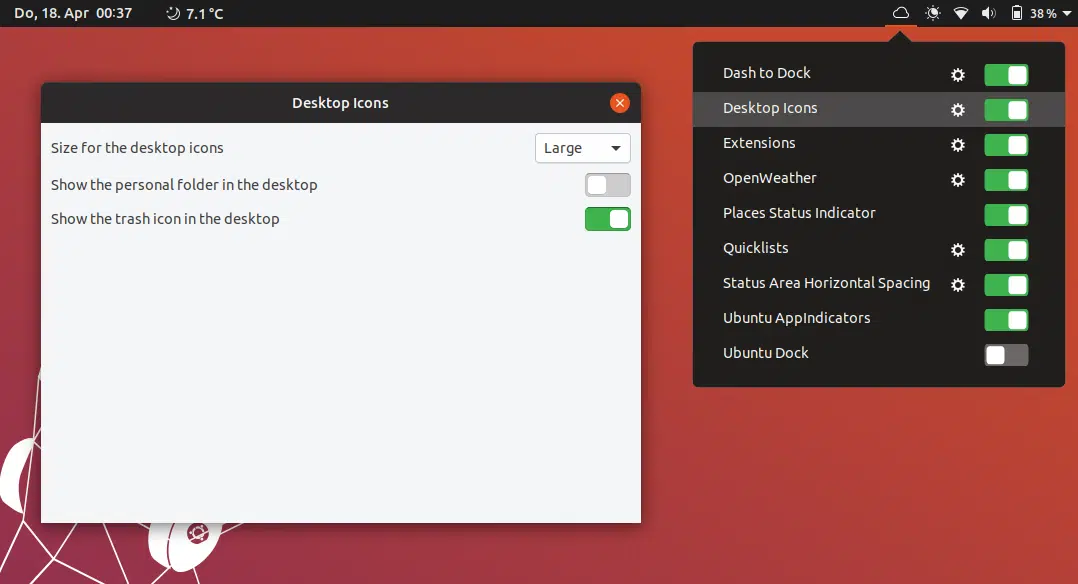 Do, 18. Apr 00:37 7.1 °C 38 %
Desktop Icons
Size for the desktop icons Large
Show the personal folder in the desktop
Show the trash icon in the desktop
Dash to Dock
Desktop Icons
Extensions
OpenWeather
Places Status Indicator
Quicklists
Status Area Horizontal Spacing
Ubuntu AppIndicators
Ubuntu Dock